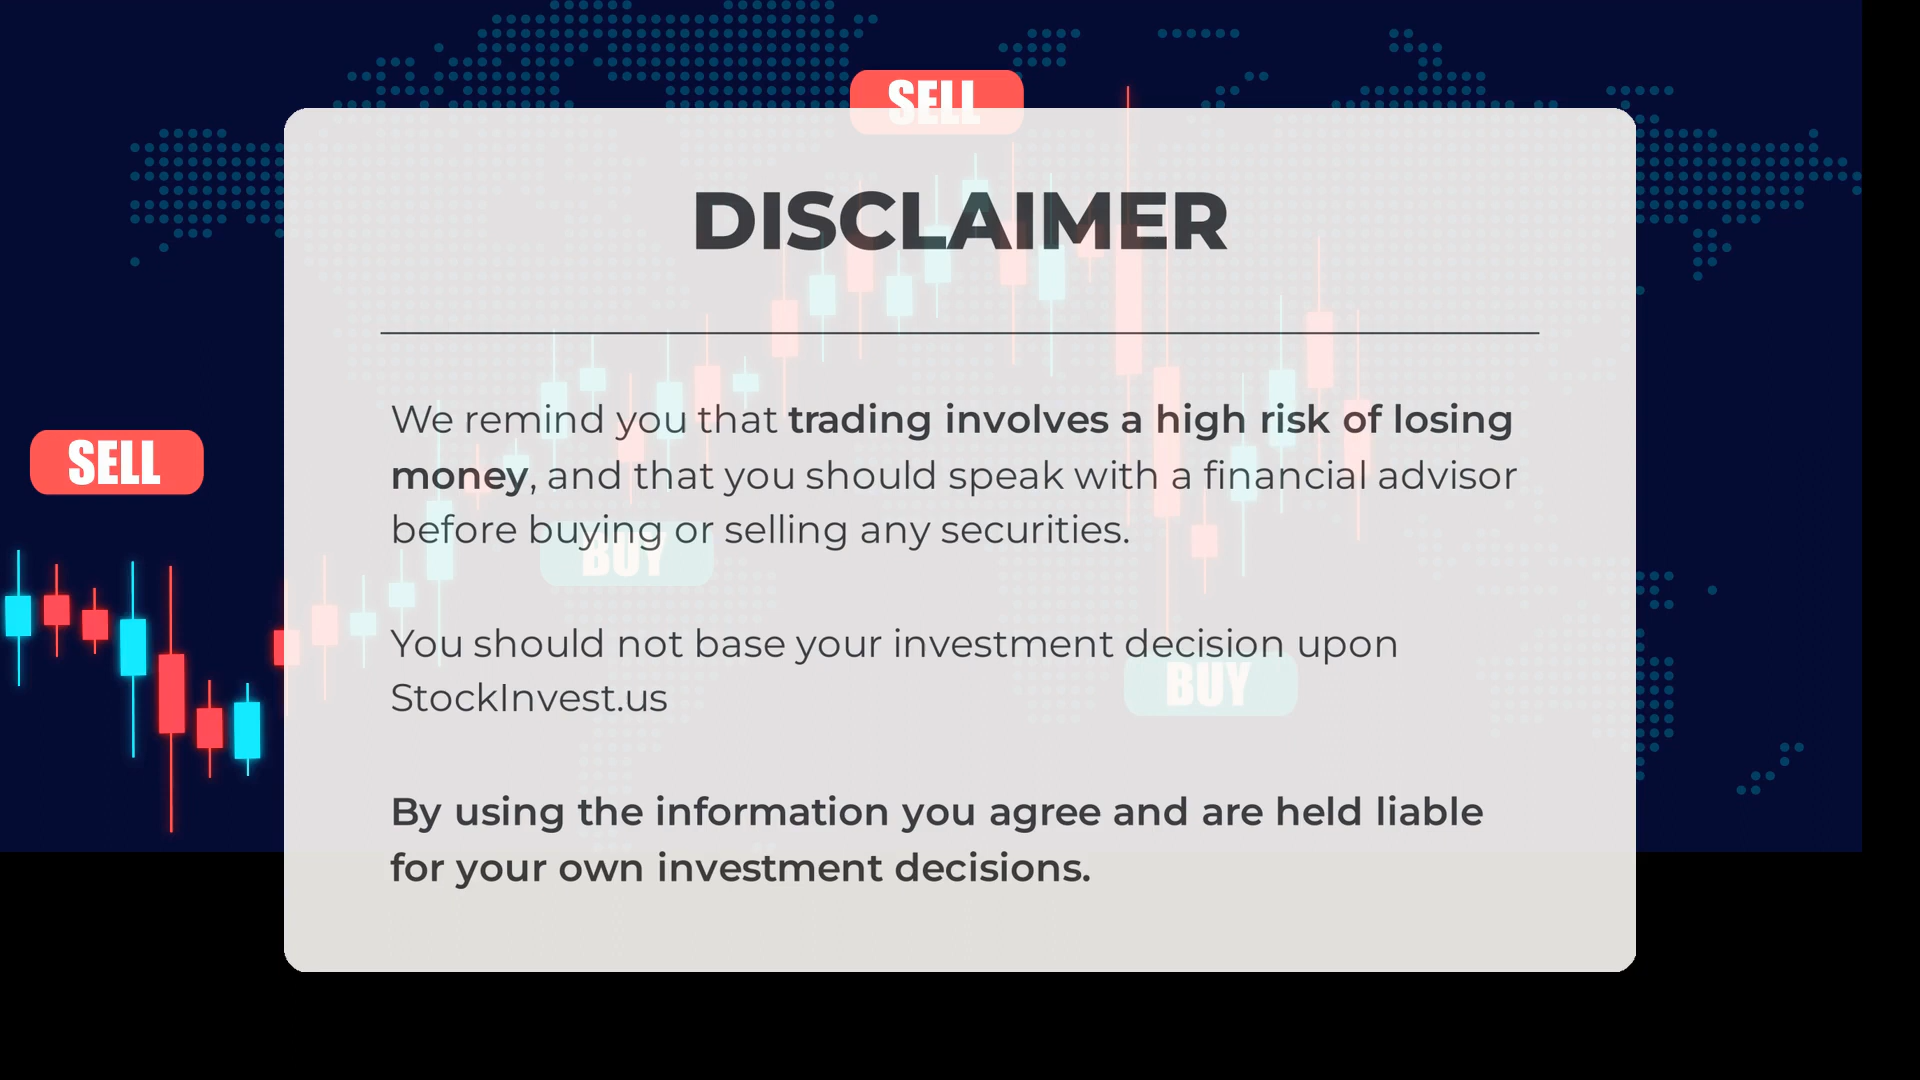 SELL
DISCLAIMER
We remind you that trading involves a high risk of losing
money, and that you should speak with a financial advisor
before buying or selling any securities.
SELL
BUY
You should not base your investment decision upon
StockInvest.us
BUY
By using the information you agree and are held liable
for your own investment decisions.